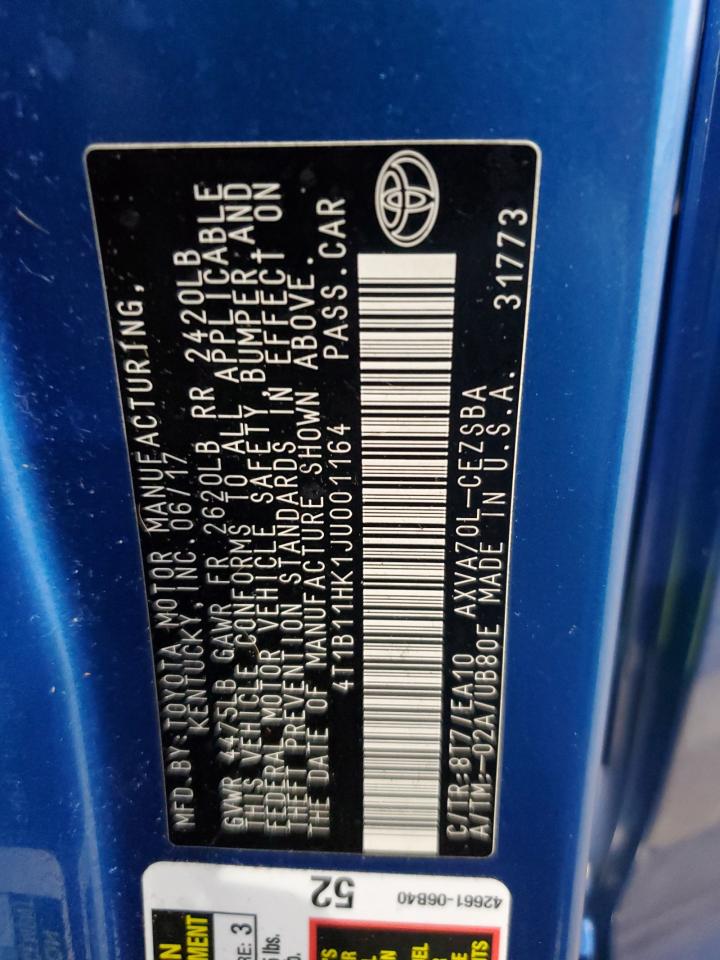 MFD.BY:TOYOTA MOTOR MANUFACTURING,
KENTUCKY,INC.06/17
GVWR 4475LB GAWR FR 2620LB RR 2420LB
THIS VEHICLE CONFORMS TO ALL APPLICABLE
FEDERAL MOTOR VEHICLE SAFETY,BUMPER,AND
THEFT PREVENTION STANDARDS IN EFFECT ON
THE DATE OF MANUFACTURE SHOWN ABOVE.
4T1B11HK1JU001164 PASS.CAR
C/TR:8T7/EA10 AXVA70L-CEZSBA
A/TM:-02A/UB80E MADE IN U.S.A. 31773
52
42661-06B40